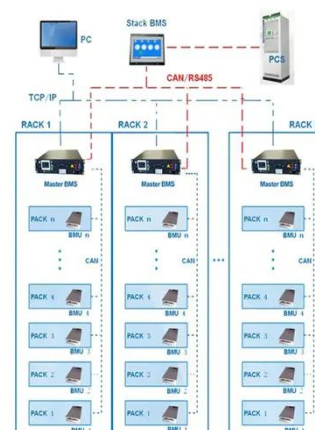 PC
Stack BMS
PCS
CAN/RS485
TCP/IP
RACK 1
RACK 2
RACK
Master BMS
Master BMS
Master BMS
PACK n
BMU n
PACK n
BMU n
PACK n
BMU n
CAN
CAN
CAN
PACK 4
BMU 4
PACK 4
BMU 4
PACK 4
BMU 4
PACK 3
BMU 3
PACK 3
BMU 3
PACK 3
BMU 3
PACK 2
BMU 2
PACK 2
BMU 2
PACK 2
BMU 2
PACK 1
PACK 1
PACK 1